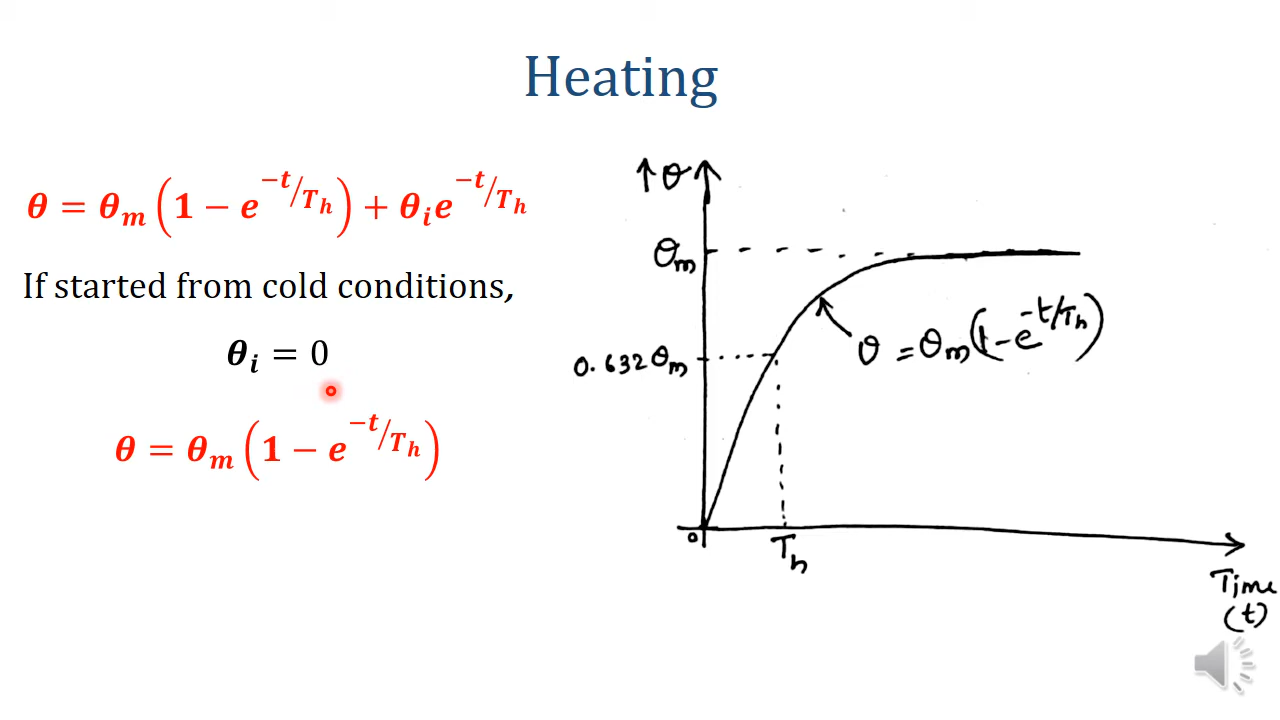 Heating
θ = θₘ (1 − e^(−t/Tₕ)) + θᵢe^(−t/Tₕ)
If started from cold conditions,
θᵢ = 0
θ = θₘ (1 − e^(−t/Tₕ))
↑θ
θₘ
0.632θₘ
θ = θₘ(1−e^(−t/Tₕ))
0
Tₕ
Time
(t)